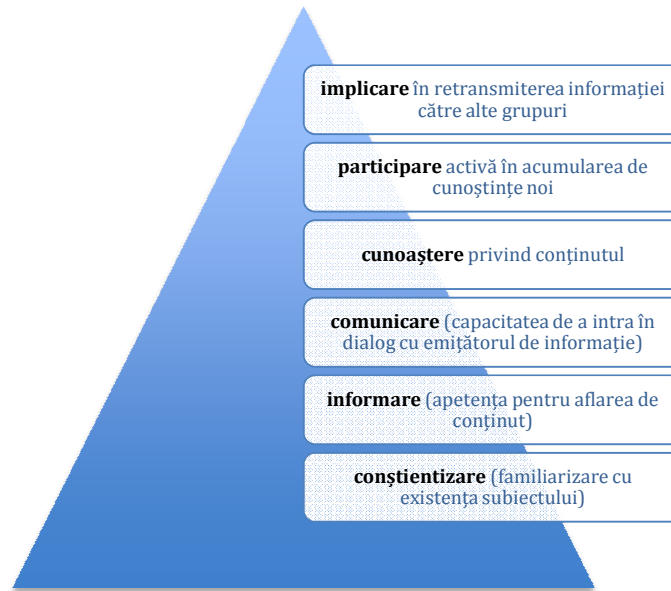 implicare în retransmiterea informației
către alte grupuri
participare activă în acumularea de
cunoștințe noi
cunoaștere privind conținutul
comunicare (capacitatea de a intra în
dialog cu emițătorul de informație)
informare (apetența pentru aflarea de
conținut)
conștientizare (familiarizare cu
existența subiectului)